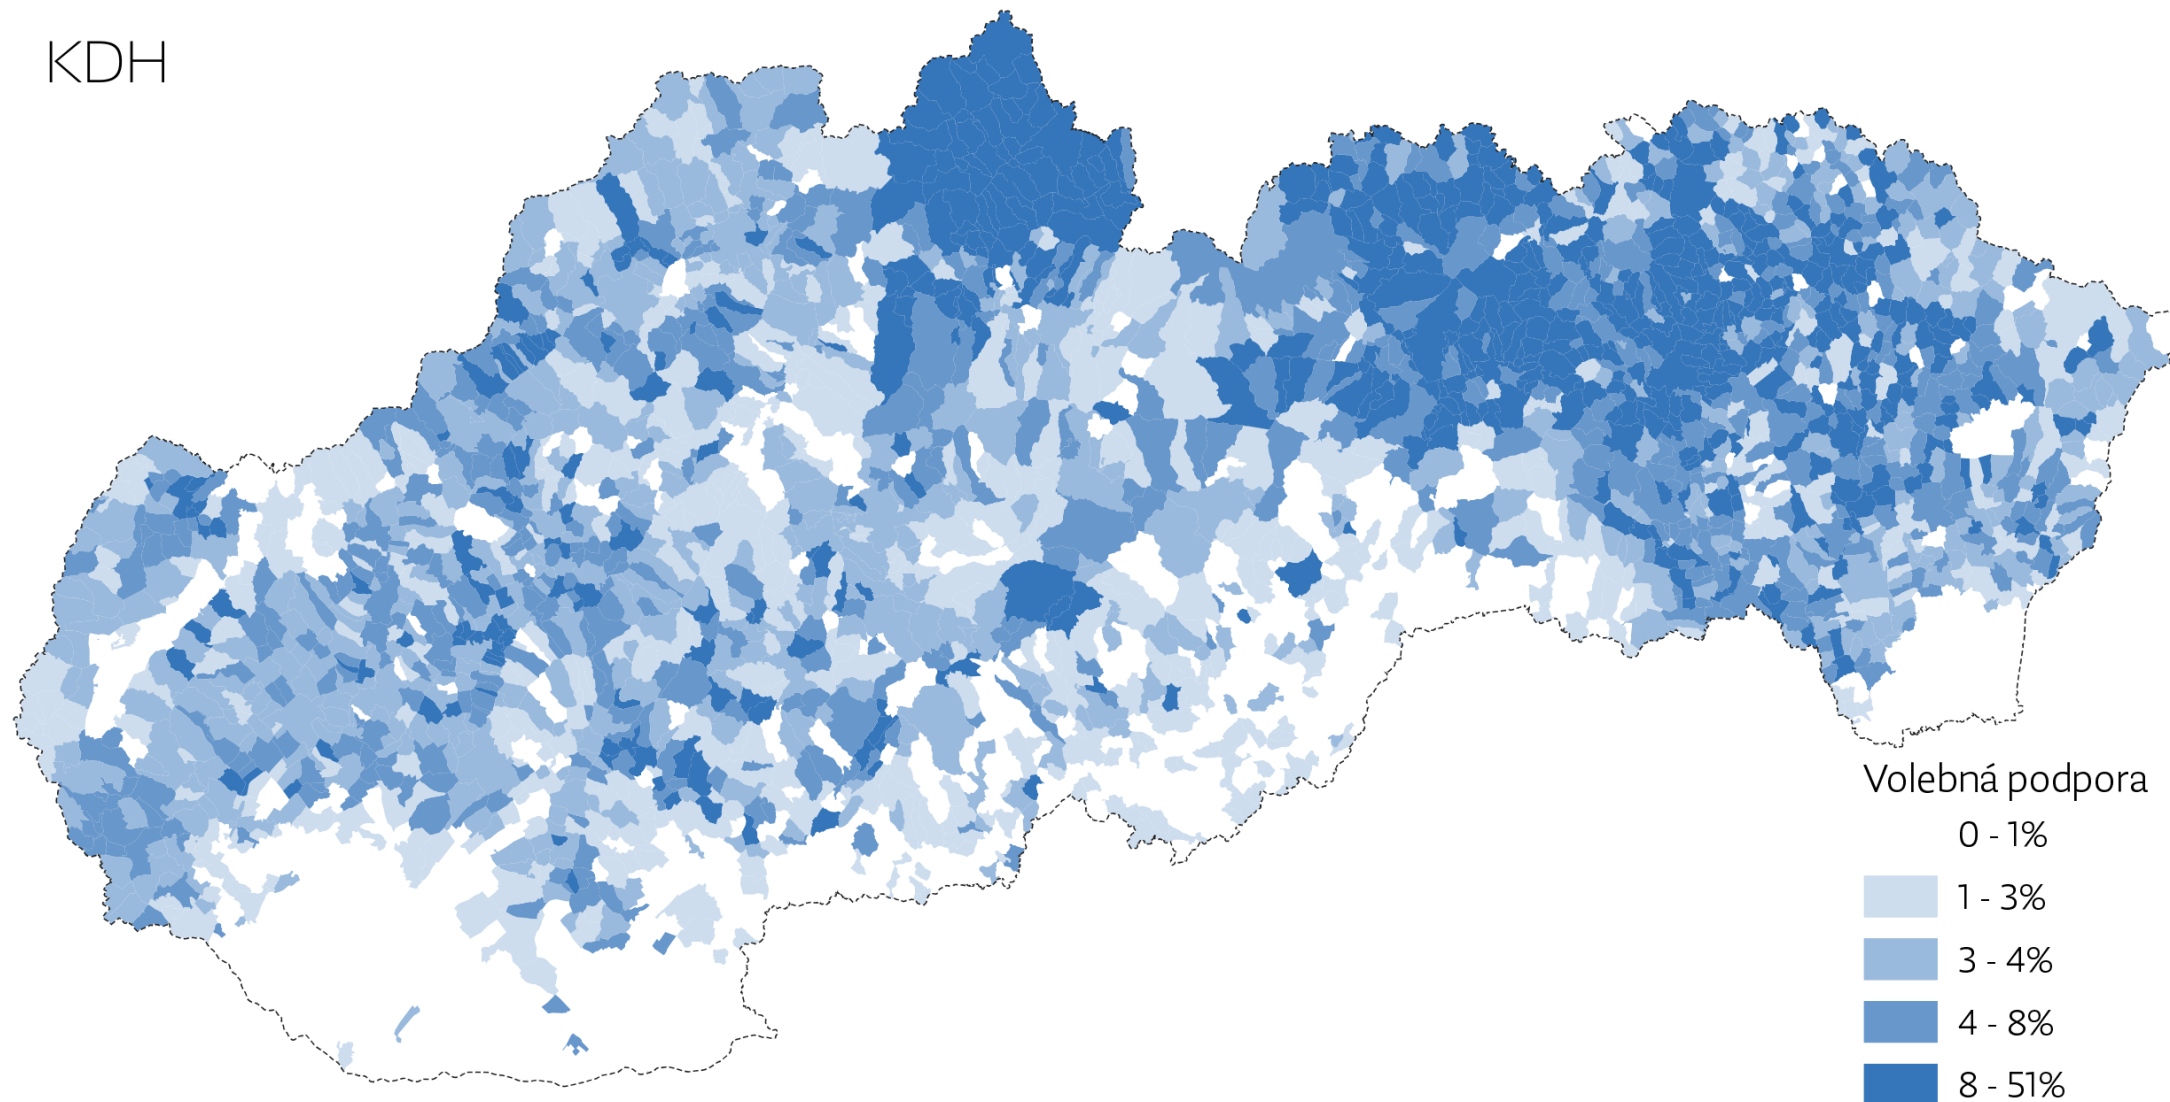 KDH
Volebná podpora
0 - 1%
1 - 3%
3 - 4%
4 - 8%
8 - 51%